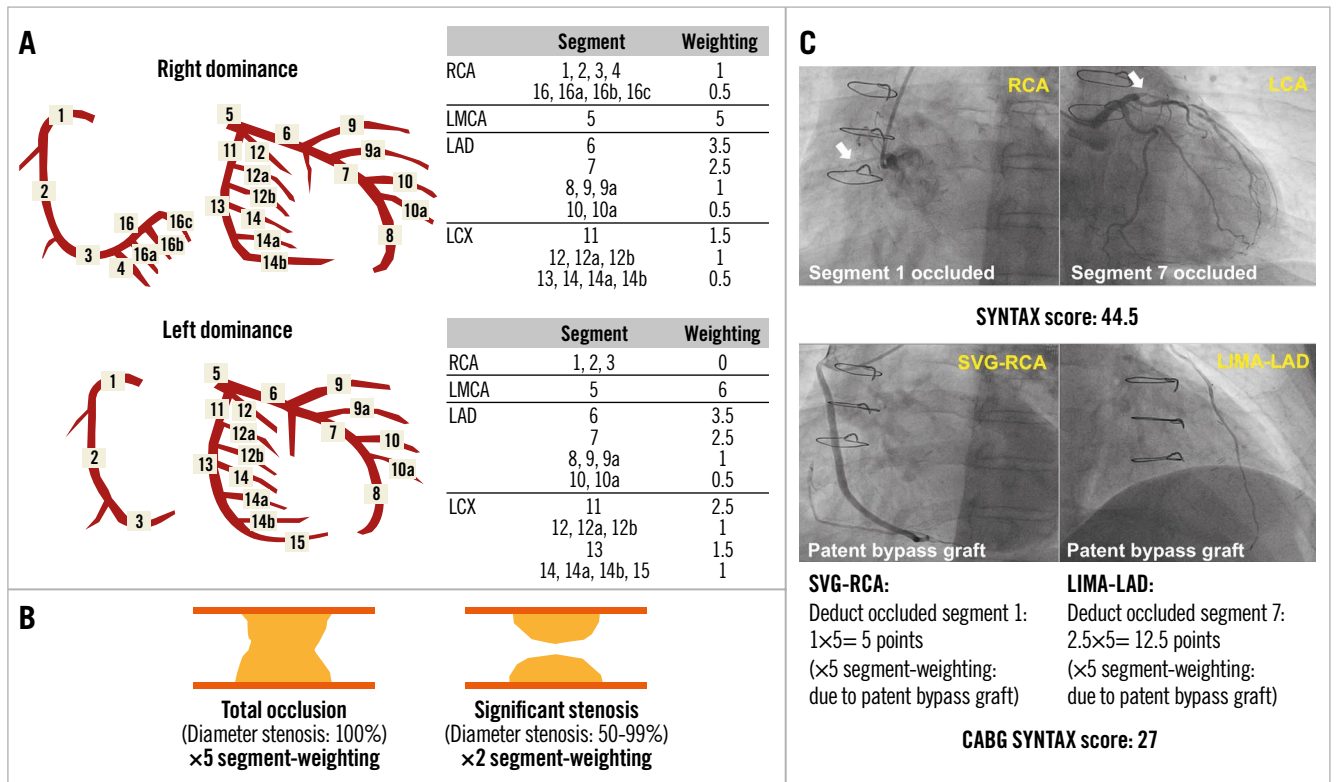 A
Right dominance
1
2
3
4
16
16a
16b
16c
5
6
7
8
9
9a
10
10a
11
12
12a
12b
13
14
14a
14b
Segment Weighting
RCA 1, 2, 3, 4 1
16, 16a, 16b, 16c 0.5
LMCA 5 5
LAD 6 3.5
7 2.5
8, 9, 9a 1
10, 10a 0.5
LCX 11 1.5
12, 12a, 12b 1
13, 14, 14a, 14b 0.5
Left dominance
1
2
3
5
6
7
8
9
9a
10
10a
11
12
12a
12b
13
14
14a
14b
15
Segment Weighting
RCA 1, 2, 3 0
LMCA 5 6
LAD 6 3.5
7 2.5
8, 9, 9a 1
10, 10a 0.5
LCX 11 2.5
12, 12a, 12b 1
13 1.5
14, 14a, 14b, 15 1
B
Total occlusion
(Diameter stenosis: 100%)
×5 segment-weighting
Significant stenosis
(Diameter stenosis: 50-99%)
×2 segment-weighting
C
RCA
Segment 1 occluded
LCA
Segment 7 occluded
SYNTAX score: 44.5
SVG-RCA
Patent bypass graft
LIMA-LAD
Patent bypass graft
SVG-RCA:
Deduct occluded segment 1:
1×5= 5 points
(×5 segment-weighting:
due to patent bypass graft)
LIMA-LAD:
Deduct occluded segment 7:
2.5×5= 12.5 points
(×5 segment-weighting:
due to patent bypass graft)
CABG SYNTAX score: 27